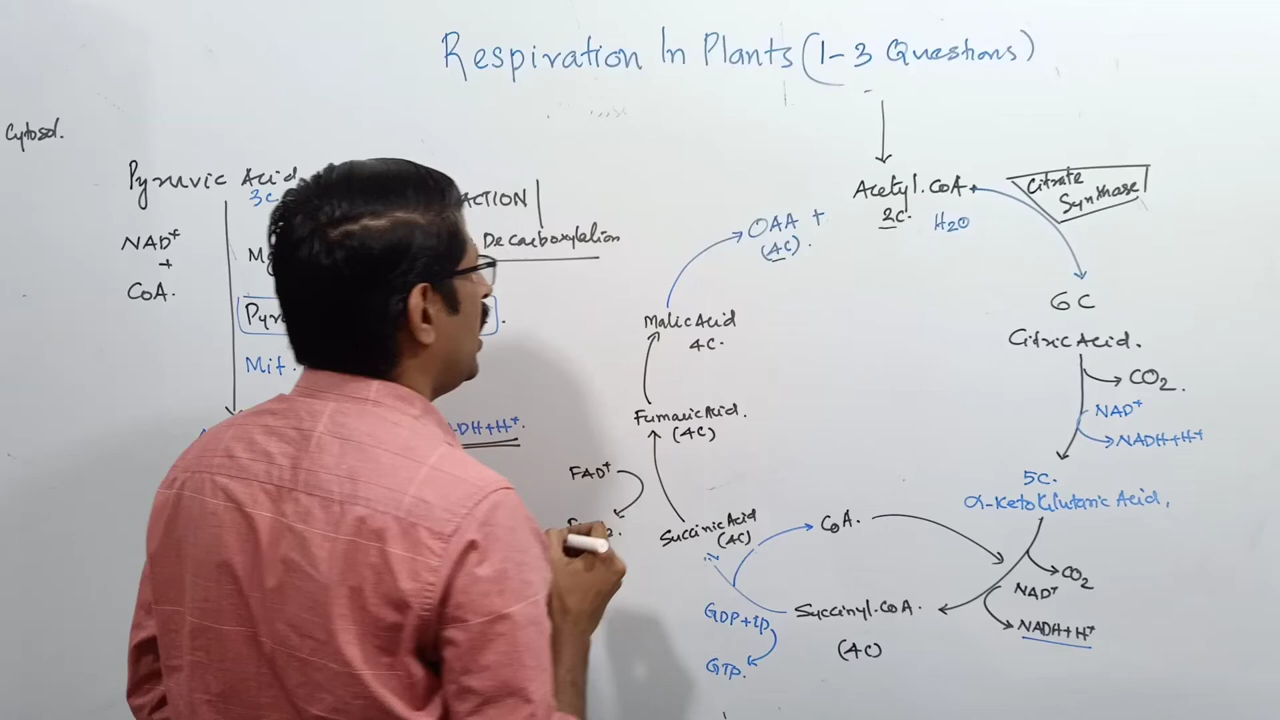 Respiration In Plants (1-3 Questions)
Cytosol.
Pyruvic Acid
3C
ACTION
NAD+
+
CoA.
Decarboxylation
Mit.
DH+H+.
Acetyl.CoA
2C.
H2O
Citrate
Synthase
OAA +
(4C).
6C
Citric Acid.
CO2.
NAD+
NADH+H+
5C.
α-Ketoglutaric Acid,
CO2
NAD+
NADH+H+
Succinyl.CoA.
(4C)
CoA.
GDP+ip
GTP.
Succinic Acid
(4C)
FAD+
Fumaric Acid.
(4C)
Malic Acid
4C.